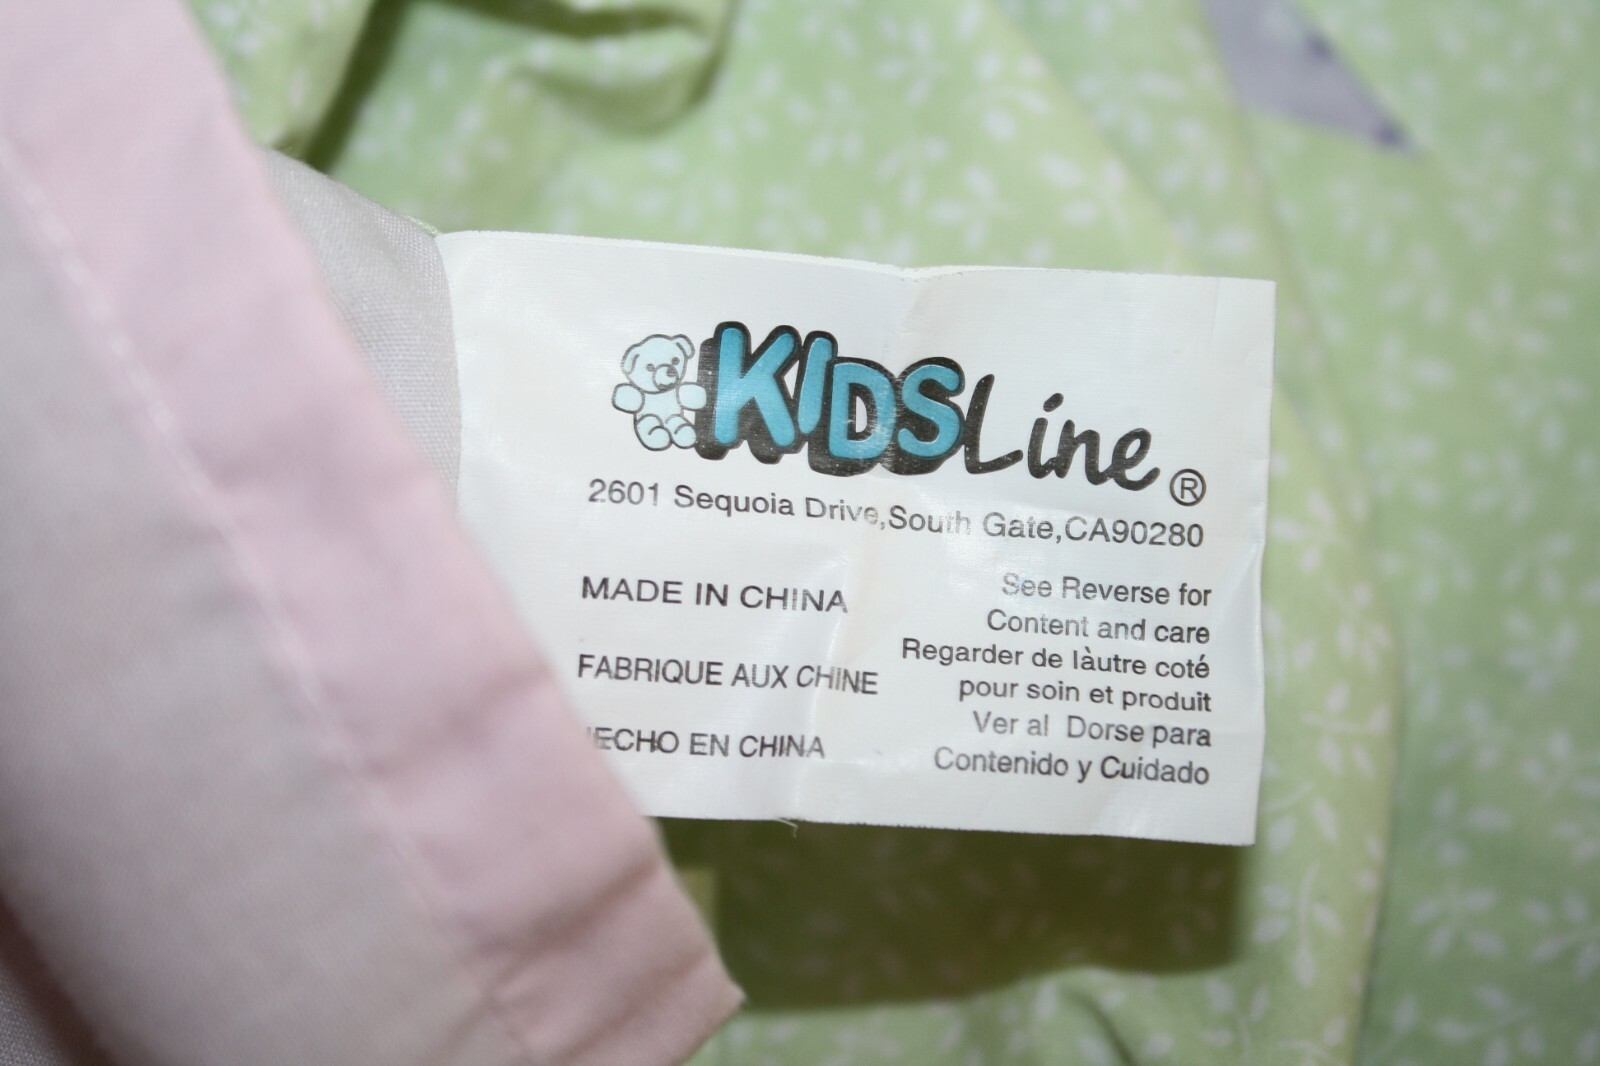 KIDSLine®
2601 Sequoia Drive,South Gate,CA90280
MADE IN CHINA
FABRIQUE AUX CHINE
HECHO EN CHINA
See Reverse for
Content and care
Regarder de làutre coté
pour soin et produit
Ver al Dorse para
Contenido y Cuidado